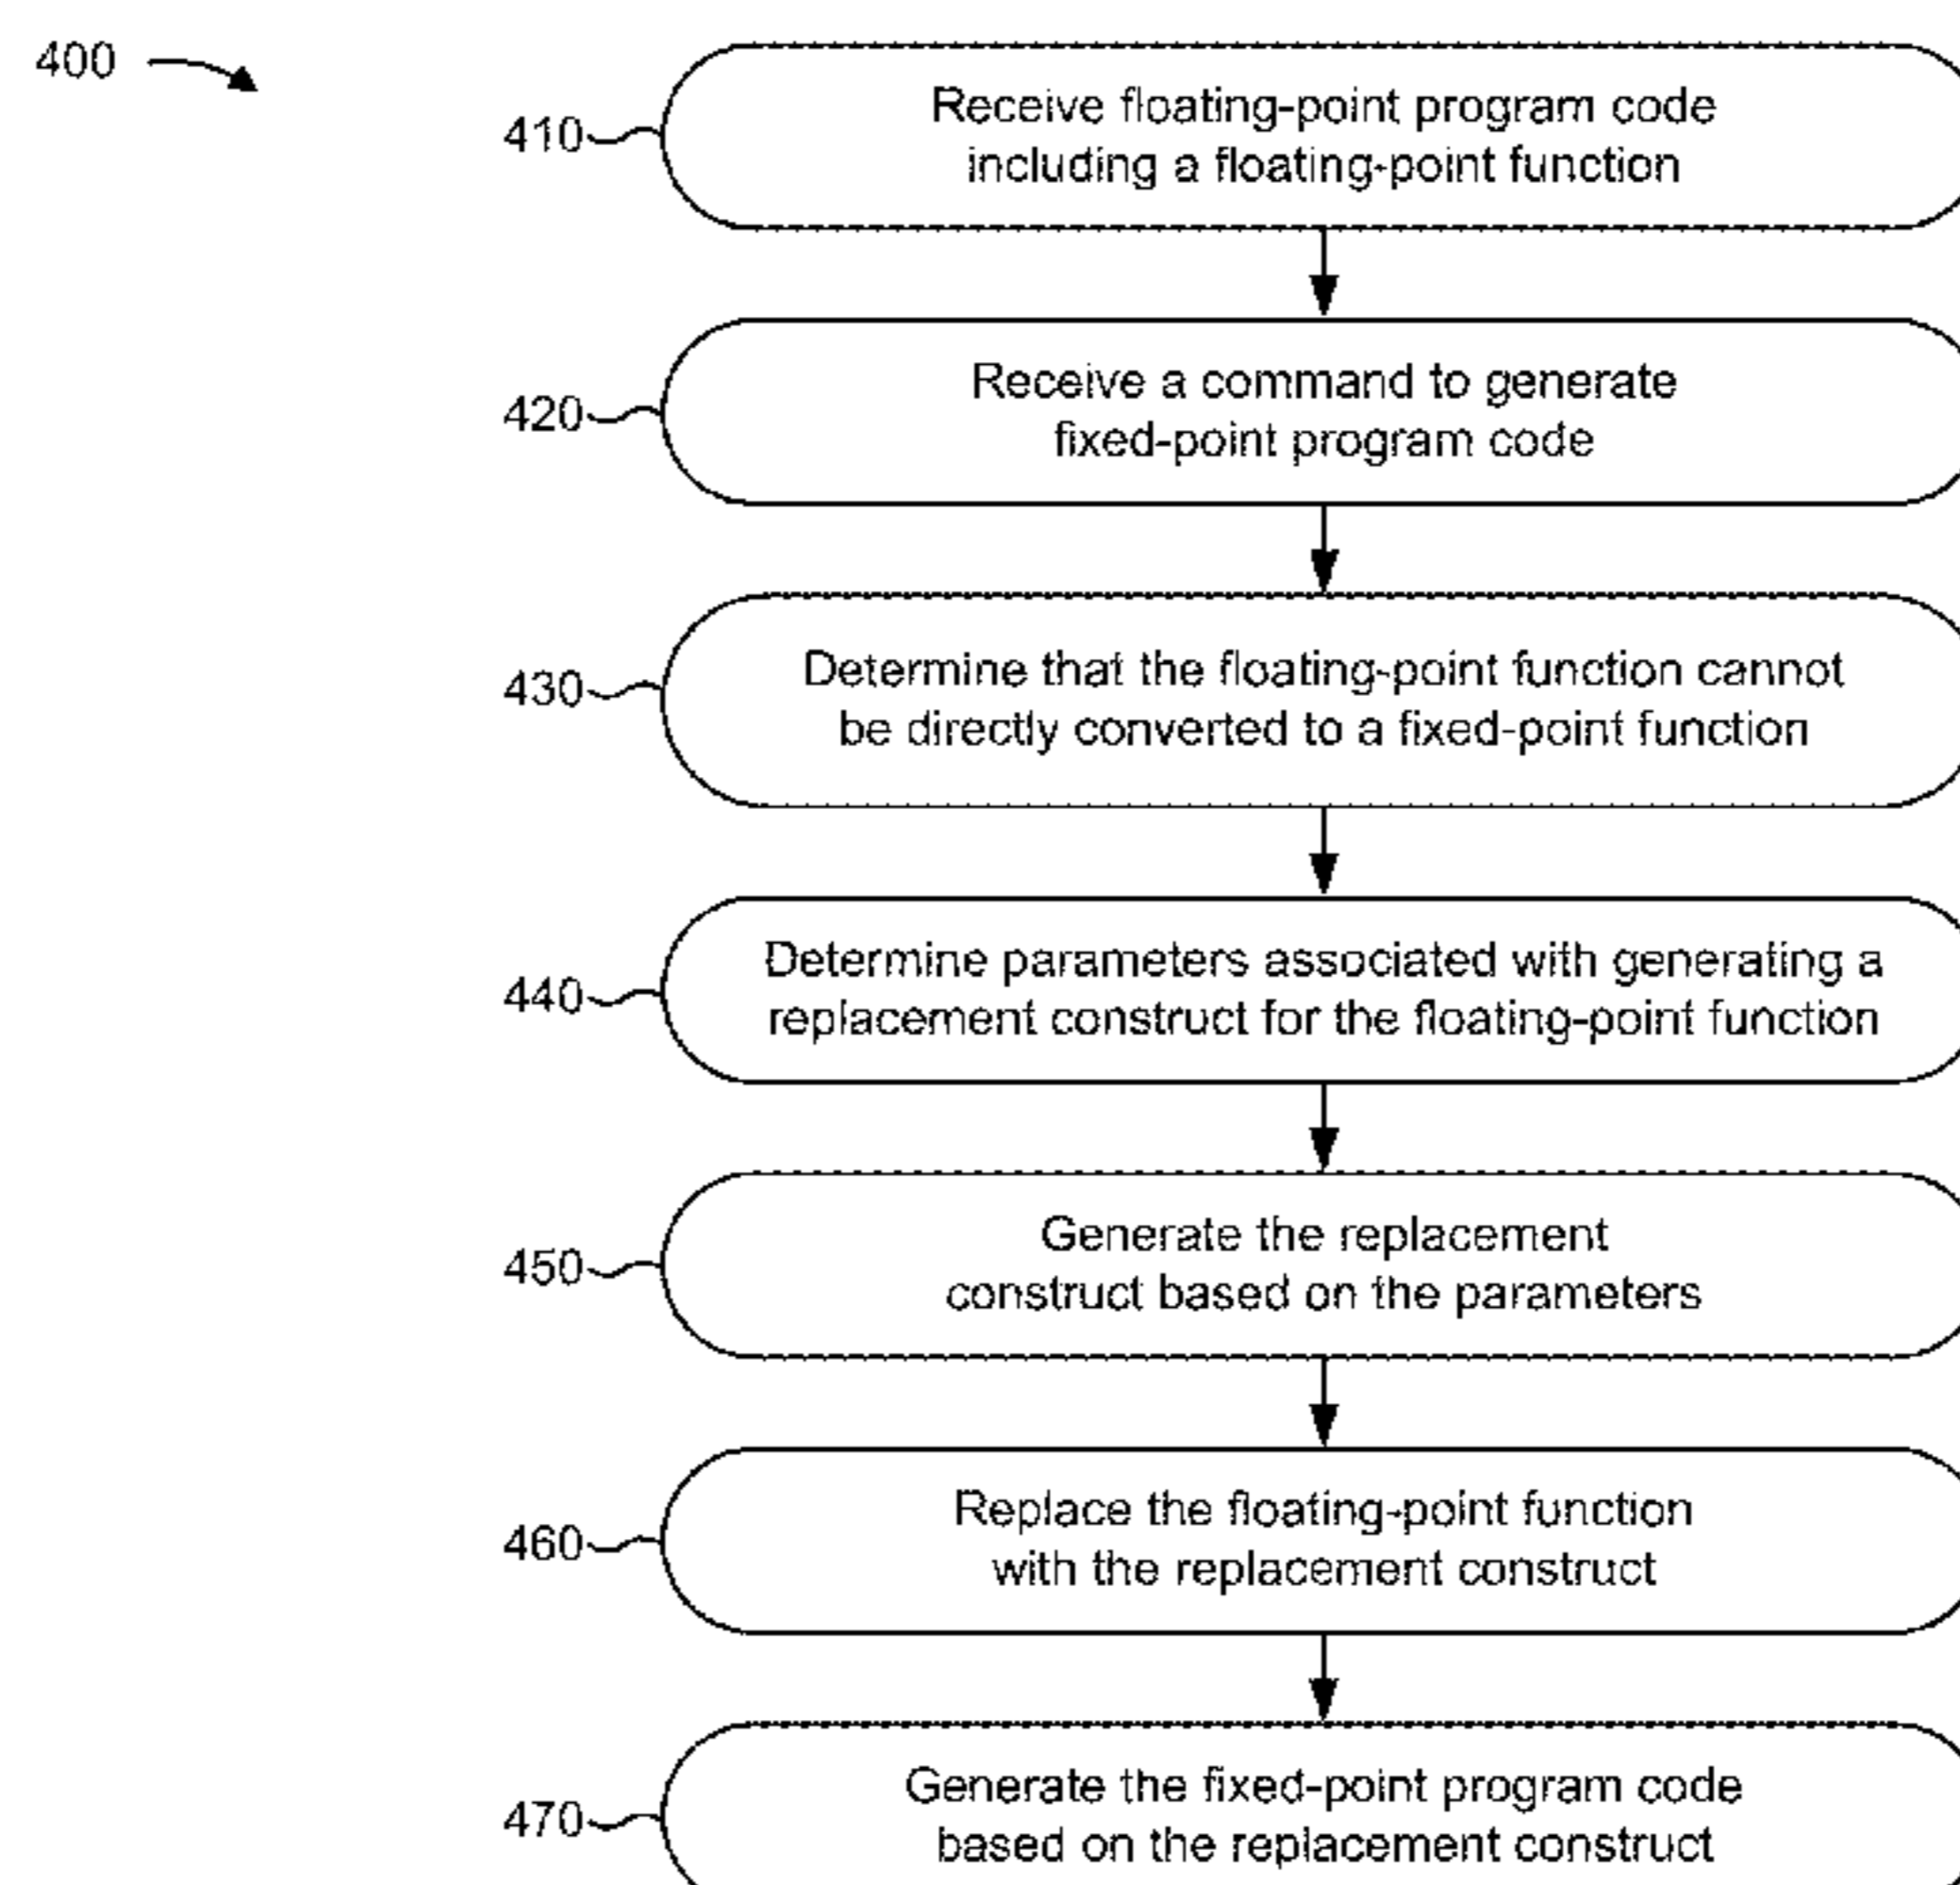 400
410
Receive floating-point program code
including a floating-point function
420
Receive a command to generate
fixed-point program code
430
Determine that the floating-point function cannot
be directly converted to a fixed-point function
440
Determine parameters associated with generating a
replacement construct for the floating-point function
450
Generate the replacement
construct based on the parameters
460
Replace the floating-point function
with the replacement construct
470
Generate the fixed-point program code
based on the replacement construct